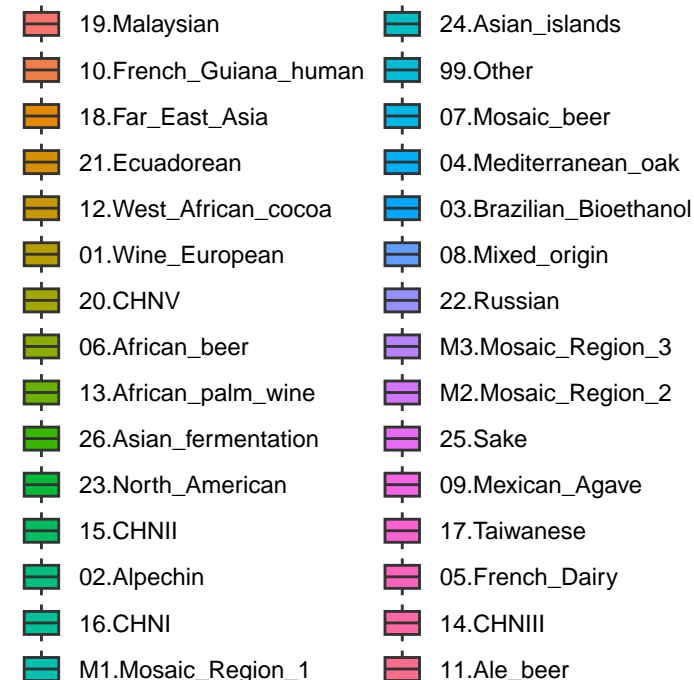 19.Malaysian
10.French_Guiana_human
18.Far_East_Asia
21.Ecuadorean
12.West_African_cocoa
01.Wine_European
20.CHNV
06.African_beer
13.African_palm_wine
26.Asian_fermentation
23.North_American
15.CHNII
02.Alpechin
16.CHNI
M1.Mosaic_Region_1
24.Asian_islands
99.Other
07.Mosaic_beer
04.Mediterranean_oak
03.Brazilian_Bioethanol
08.Mixed_origin
22.Russian
M3.Mosaic_Region_3
M2.Mosaic_Region_2
25.Sake
09.Mexican_Agave
17.Taiwanese
05.French_Dairy
14.CHNIII
11.Ale_beer